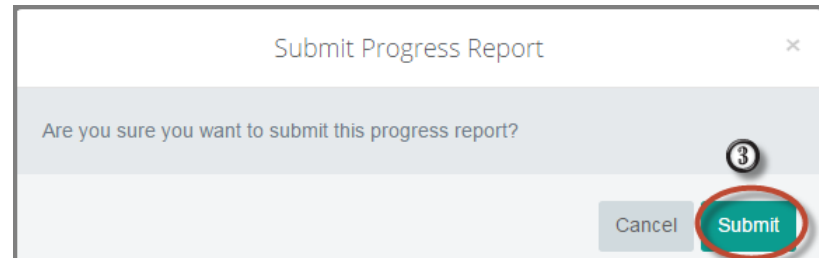 Submit Progress Report ×
Are you sure you want to submit this progress report?
③
Cancel Submit